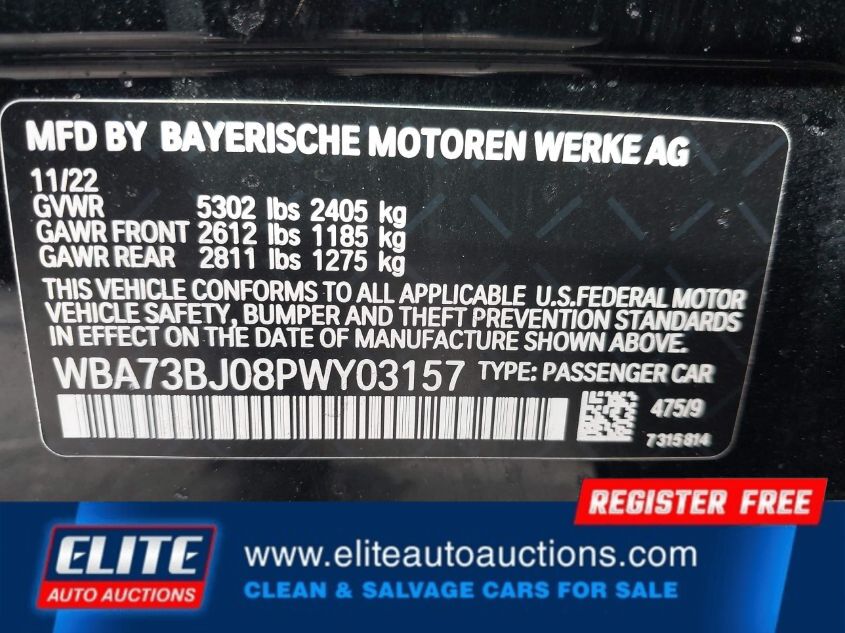 MFD BY BAYERISCHE MOTOREN WERKE AG
11/22
GVWR 5302 lbs 2405 kg
GAWR FRONT 2612 lbs 1185 kg
GAWR REAR 2811 lbs 1275 kg
THIS VEHICLE CONFORMS TO ALL APPLICABLE U.S.FEDERAL MOTOR
VEHICLE SAFETY, BUMPER AND THEFT PREVENTION STANDARDS
IN EFFECT ON THE DATE OF MANUFACTURE SHOWN ABOVE.
WBA73BJ08PWY03157 TYPE: PASSENGER CAR
475/9
7315814
REGISTER FREE
ELITE
AUTO AUCTIONS
www.eliteautoauctions.com
CLEAN & SALVAGE CARS FOR SALE